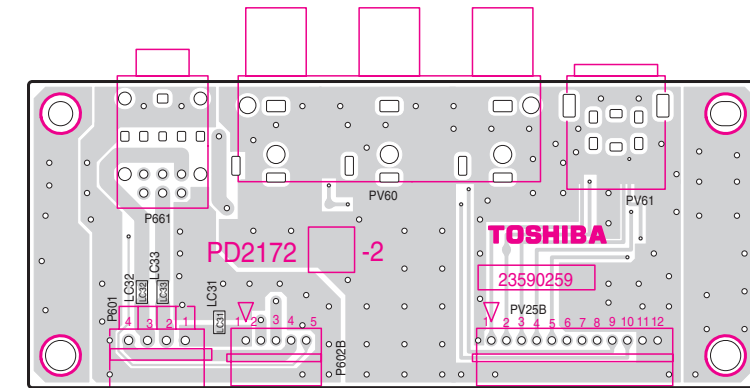 P661
PV60
PV61
TOSHIBA
PD2172 -2
23590259
P601
LC32
LC32
LC33
LC33
LC31
LC31
4 3 2 1
1 2 3 4 5
P602B
PV25B
1 2 3 4 5 6 7 8 9 10 11 12